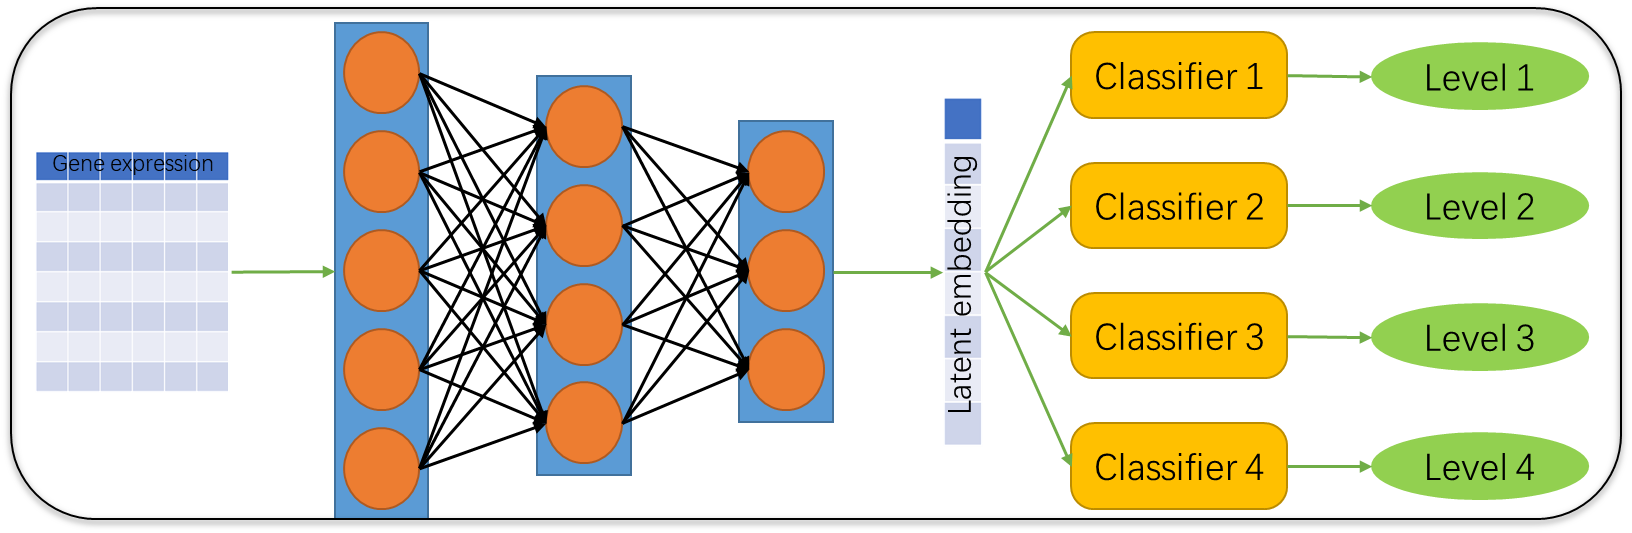 Gene expression
Latent embedding
Classifier 1
Level 1
Classifier 2
Level 2
Classifier 3
Level 3
Classifier 4
Level 4